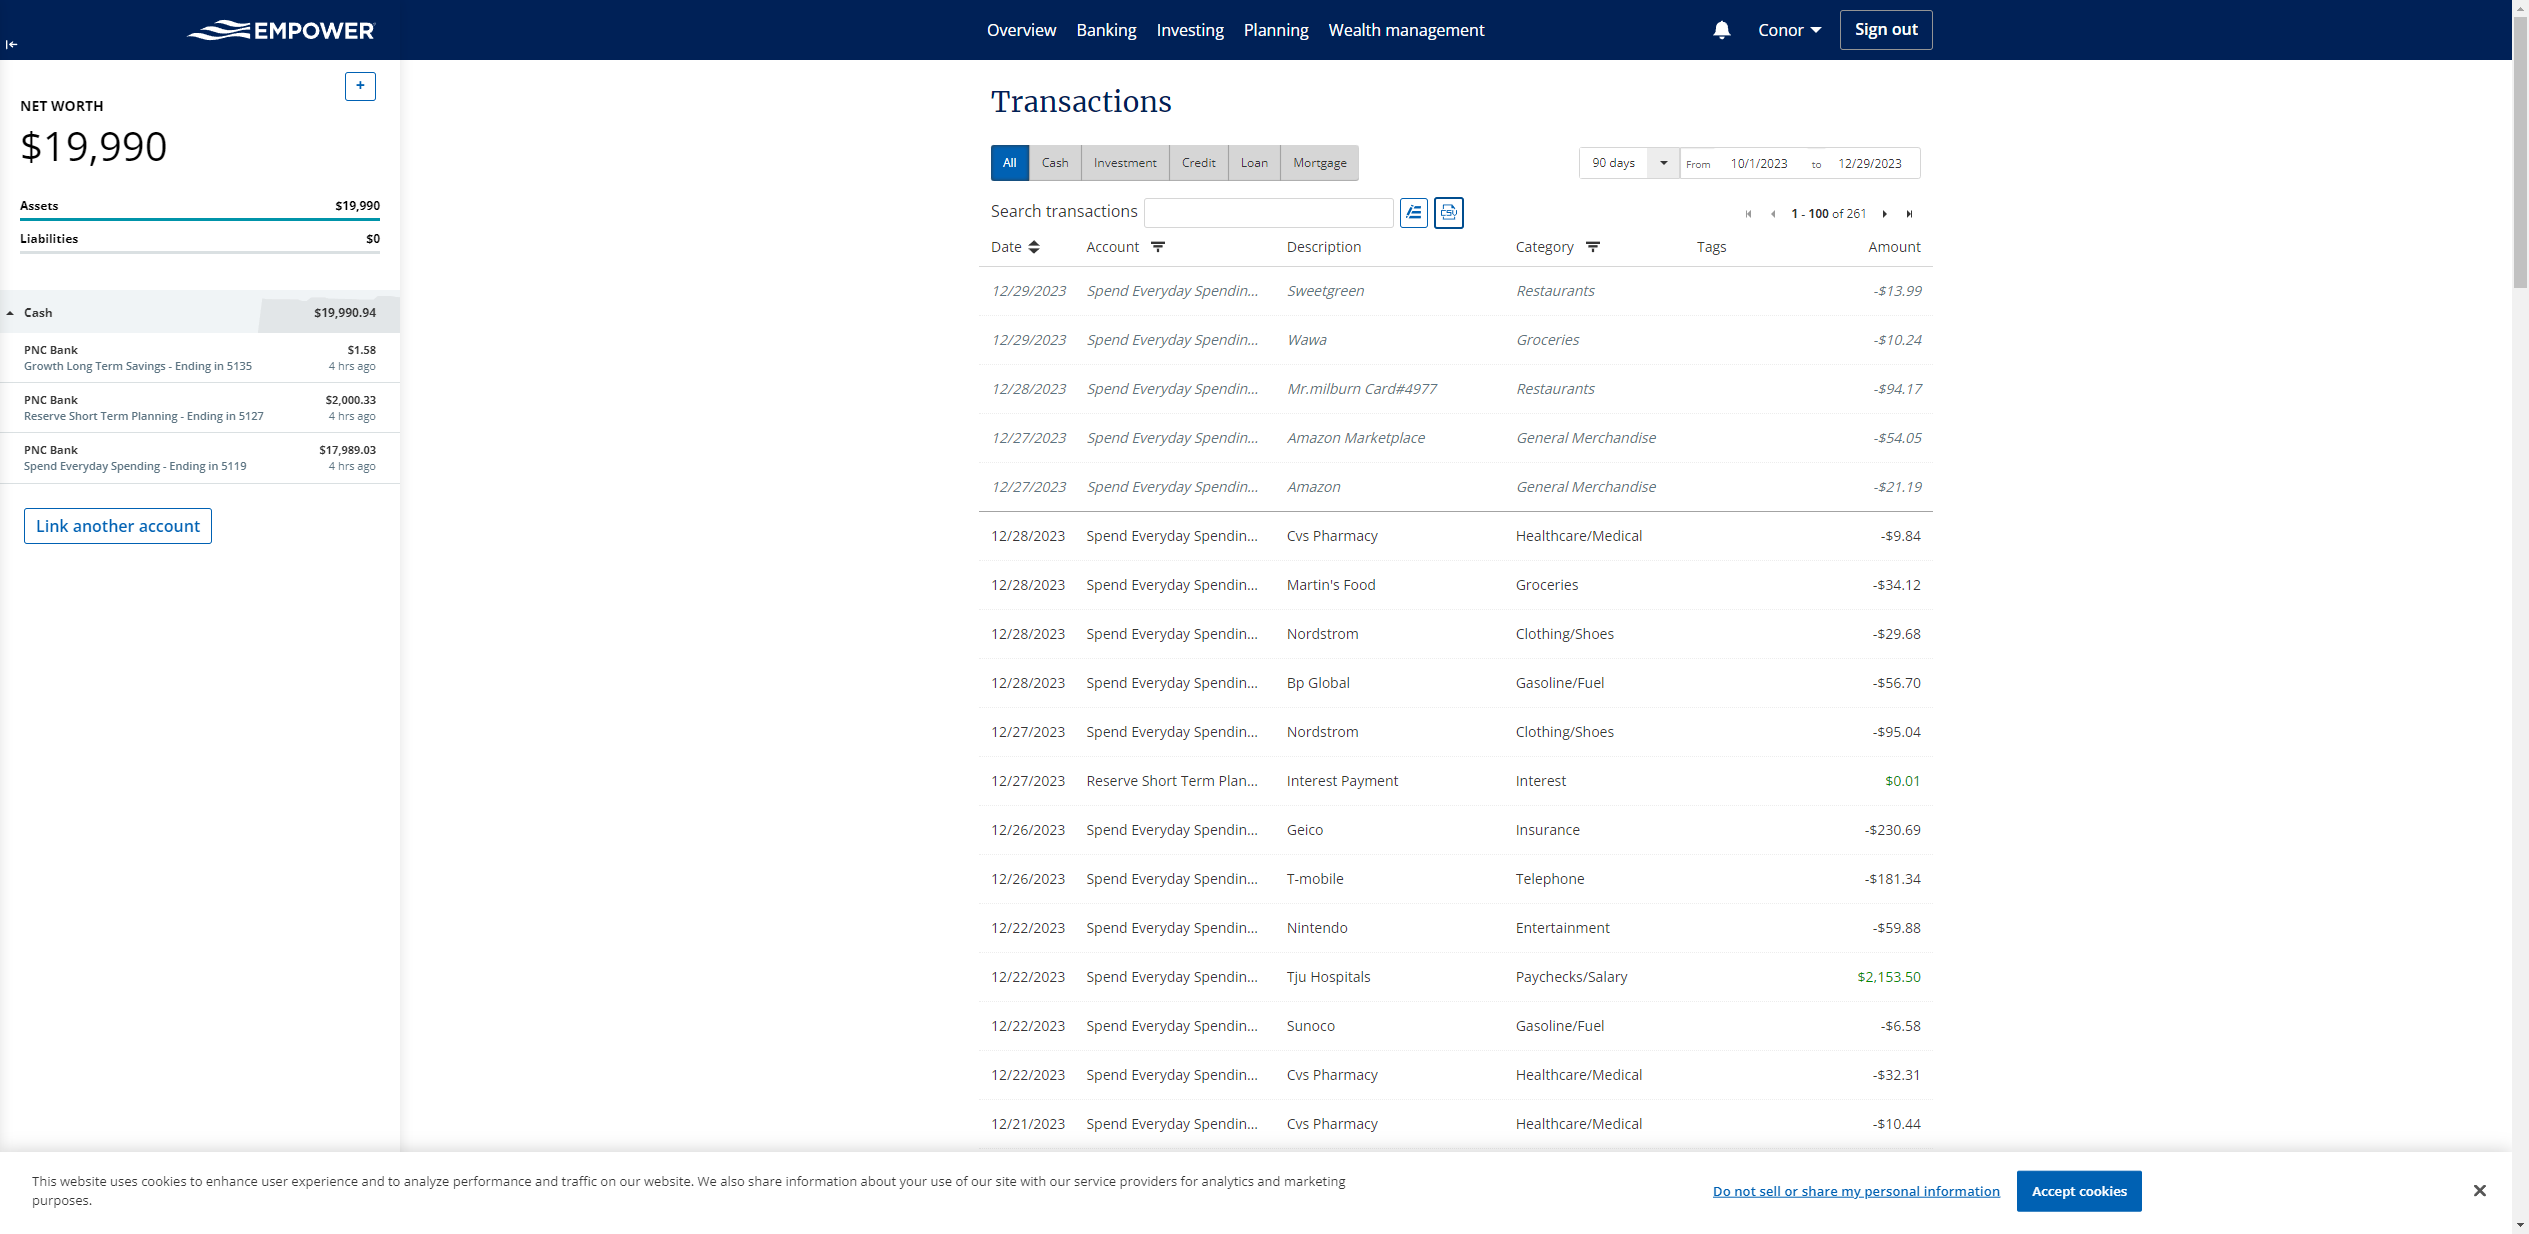 EMPOWER
Overview Banking Investing Planning Wealth management
Conor
Sign out
+
NET WORTH
$19,990
Assets $19,990
Liabilities $0
Cash $19,990.94
PNC Bank $1.58
Growth Long Term Savings - Ending in 5135 4 hrs ago
PNC Bank $2,000.33
Reserve Short Term Planning - Ending in 5127 4 hrs ago
PNC Bank $17,989.03
Spend Everyday Spending - Ending in 5119 4 hrs ago
Link another account
Transactions
All Cash Investment Credit Loan Mortgage
90 days From 10/1/2023 to 12/29/2023
Search transactions CSV 1 - 100 of 261
Date Account Description Category Tags Amount
12/29/2023 Spend Everyday Spendin... Sweetgreen Restaurants -$13.99
12/29/2023 Spend Everyday Spendin... Wawa Groceries -$10.24
12/28/2023 Spend Everyday Spendin... Mr.milburn Card#4977 Restaurants -$94.17
12/27/2023 Spend Everyday Spendin... Amazon Marketplace General Merchandise -$54.05
12/27/2023 Spend Everyday Spendin... Amazon General Merchandise -$21.19
12/28/2023 Spend Everyday Spendin... Cvs Pharmacy Healthcare/Medical -$9.84
12/28/2023 Spend Everyday Spendin... Martin's Food Groceries -$34.12
12/28/2023 Spend Everyday Spendin... Nordstrom Clothing/Shoes -$29.68
12/28/2023 Spend Everyday Spendin... Bp Global Gasoline/Fuel -$56.70
12/27/2023 Spend Everyday Spendin... Nordstrom Clothing/Shoes -$95.04
12/27/2023 Reserve Short Term Plan... Interest Payment Interest $0.01
12/26/2023 Spend Everyday Spendin... Geico Insurance -$230.69
12/26/2023 Spend Everyday Spendin... T-mobile Telephone -$181.34
12/22/2023 Spend Everyday Spendin... Nintendo Entertainment -$59.88
12/22/2023 Spend Everyday Spendin... Tju Hospitals Paychecks/Salary $2,153.50
12/22/2023 Spend Everyday Spendin... Sunoco Gasoline/Fuel -$6.58
12/22/2023 Spend Everyday Spendin... Cvs Pharmacy Healthcare/Medical -$32.31
12/21/2023 Spend Everyday Spendin... Cvs Pharmacy Healthcare/Medical -$10.44
This website uses cookies to enhance user experience and to analyze performance and traffic on our website. We also share information about your use of our site with our service providers for analytics and marketing
purposes.
Do not sell or share my personal information
Accept cookies